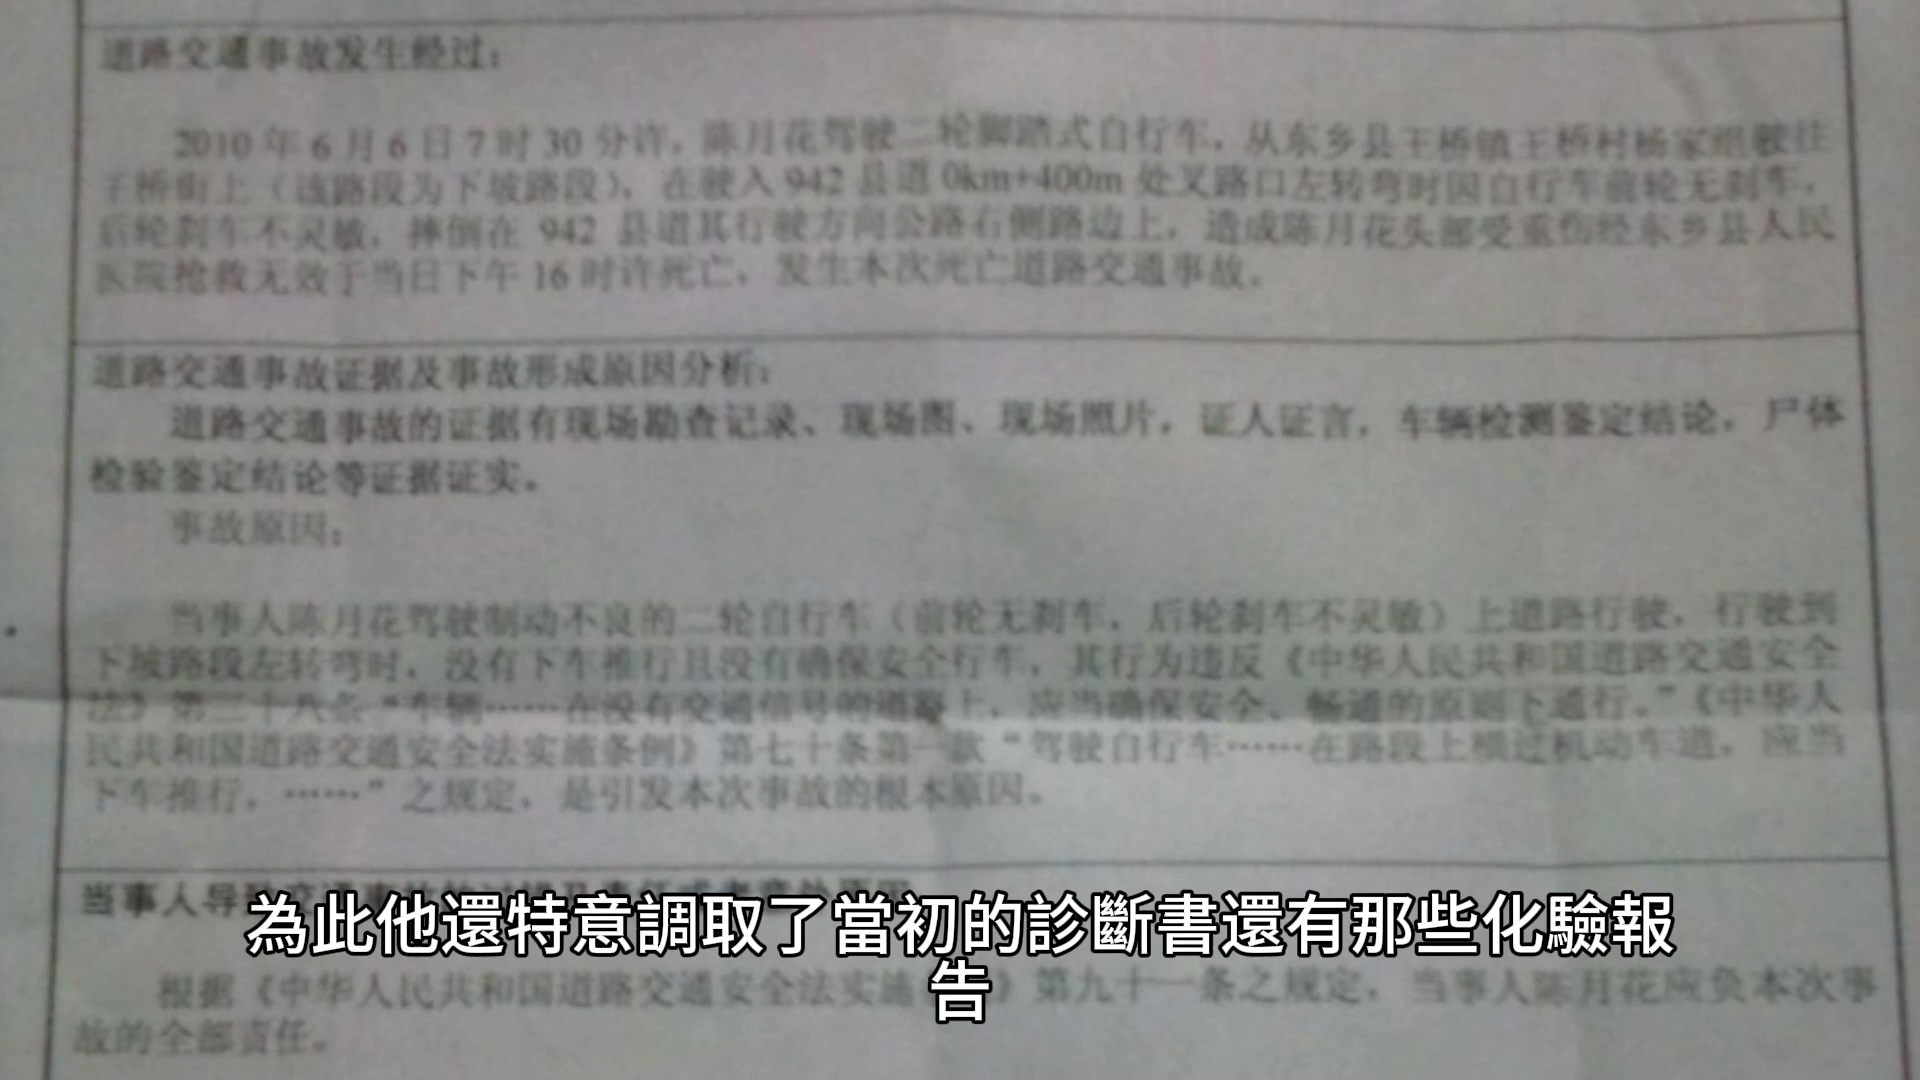 道路交通事故发生经过：
2010年6月6日7时30分许，陈月花驾驶二轮脚踏式自行车，从东乡县王桥镇王桥村杨家组驶往
王桥街上（该路段为下坡路段），在驶入942县道0km+400m处叉路口左转弯时因自行车前轮无刹车，
后轮刹车不灵敏，摔倒在942县道其行驶方向公路右侧路边上，造成陈月花头部受重伤经东乡县人民
医院抢救无效于当日下午16时许死亡，发生本次死亡道路交通事故。
道路交通事故证据及事故形成原因分析：
道路交通事故的证据有现场勘查记录、现场图、现场照片，证人证言，车辆检测鉴定结论，尸体
检验鉴定结论等证据证实。
事故原因：
当事人陈月花驾驶制动不良的二轮自行车（前轮无刹车，后轮刹车不灵敏）上道路行驶，行驶到
下坡路段左转弯时，没有下车推行且没有确保安全行车，其行为违反《中华人民共和国道路交通安全
法》第三十八条“车辆……在没有交通信号的道路上，应当确保安全、畅通的原则下通行。”《中华人
民共和国道路交通安全法实施条例》第七十条第一款“驾驶自行车……在路段上横过机动车道，应当
下车推行，……”之规定，是引发本次事故的根本原因。
当事人导致
為此他還特意調取了當初的診斷書還有那些化驗報
告
根据《中华人民共和国道路交通安全法实施 》第九十一条之规定，当事人陈月花应负本次事
故的全部责任。